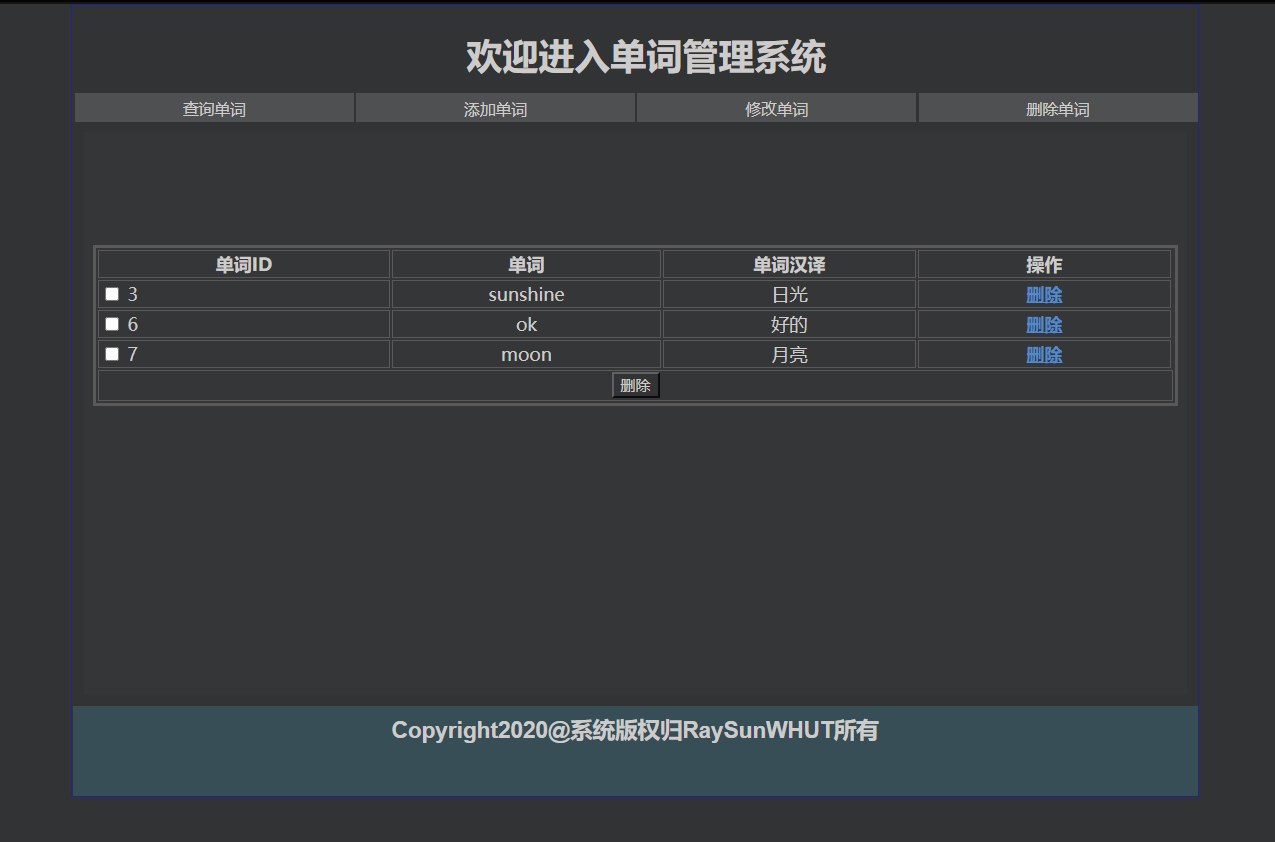 欢迎进入单词管理系统
查询单词 添加单词 修改单词 删除单词
单词ID 单词 单词汉译 操作
3 sunshine 日光 删除
6 ok 好的 删除
7 moon 月亮 删除
删除
Copyright2020@系统版权归RaySunWHUT所有